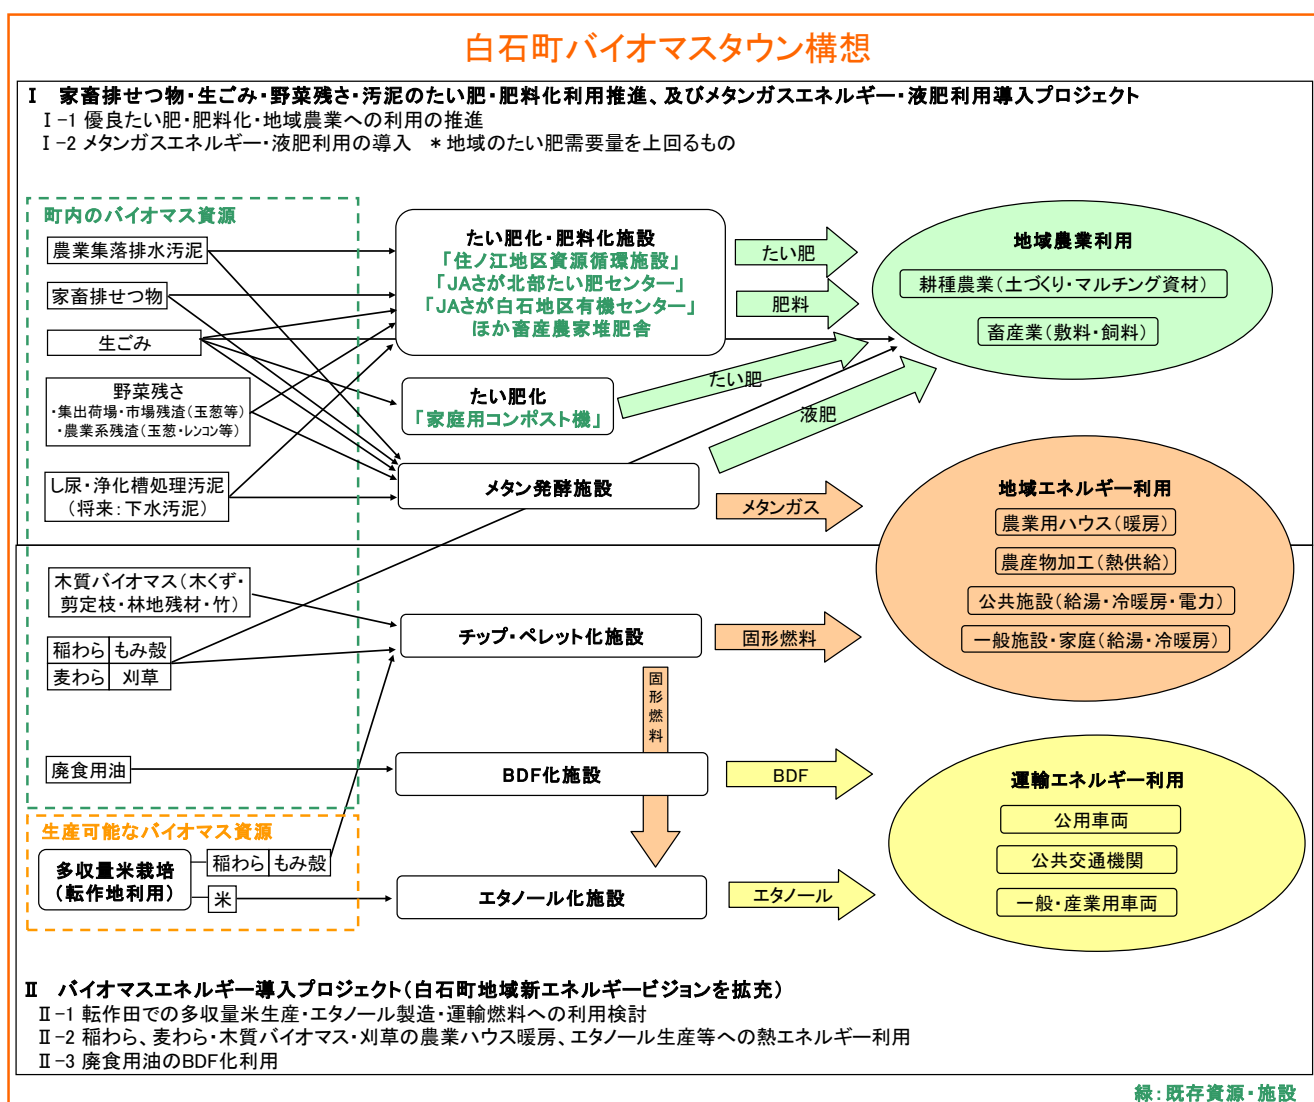 白石町バイオマスタウン構想
Ⅰ　家畜排せつ物・生ごみ・野菜残さ・汚泥のたい肥・肥料化利用推進、及びメタンガスエネルギー・液肥利用導入プロジェクト
Ⅰ-1 優良たい肥・肥料化・地域農業への利用の推進
Ⅰ-2 メタンガスエネルギー・液肥利用の導入　＊地域のたい肥需要量を上回るもの
町内のバイオマス資源
農業集落排水汚泥
家畜排せつ物
生ごみ
野菜残さ
・集出荷場・市場残渣（玉葱等）
・農業系残渣（玉葱・レンコン等）
し尿・浄化槽処理汚泥
（将来：下水汚泥）
木質バイオマス（木くず・
剪定枝・林地残材・竹）
稲わら もみ殻
麦わら 刈草
廃食用油
生産可能なバイオマス資源
多収量米栽培
（転作地利用）
稲わら もみ殻
米
たい肥化・肥料化施設
「住ノ江地区資源循環施設」
「JAさが北部たい肥センター」
「JAさが白石地区有機センター」
ほか畜産農家堆肥舎
たい肥化
「家庭用コンポスト機」
メタン発酵施設
チップ・ペレット化施設
BDF化施設
エタノール化施設
たい肥
肥料
たい肥
液肥
メタンガス
固形燃料
固形燃料
BDF
エタノール
地域農業利用
耕種農業（土づくり・マルチング資材）
畜産業（敷料・飼料）
地域エネルギー利用
農業用ハウス（暖房）
農産物加工（熱供給）
公共施設（給湯・冷暖房・電力）
一般施設・家庭（給湯・冷暖房）
運輸エネルギー利用
公用車両
公共交通機関
一般・産業用車両
Ⅱ　バイオマスエネルギー導入プロジェクト（白石町地域新エネルギービジョンを拡充）
Ⅱ-1 転作田での多収量米生産・エタノール製造・運輸燃料への利用検討
Ⅱ-2 稲わら、麦わら・木質バイオマス・刈草の農業ハウス暖房、エタノール生産等への熱エネルギー利用
Ⅱ-3 廃食用油のBDF化利用
緑：既存資源・施設